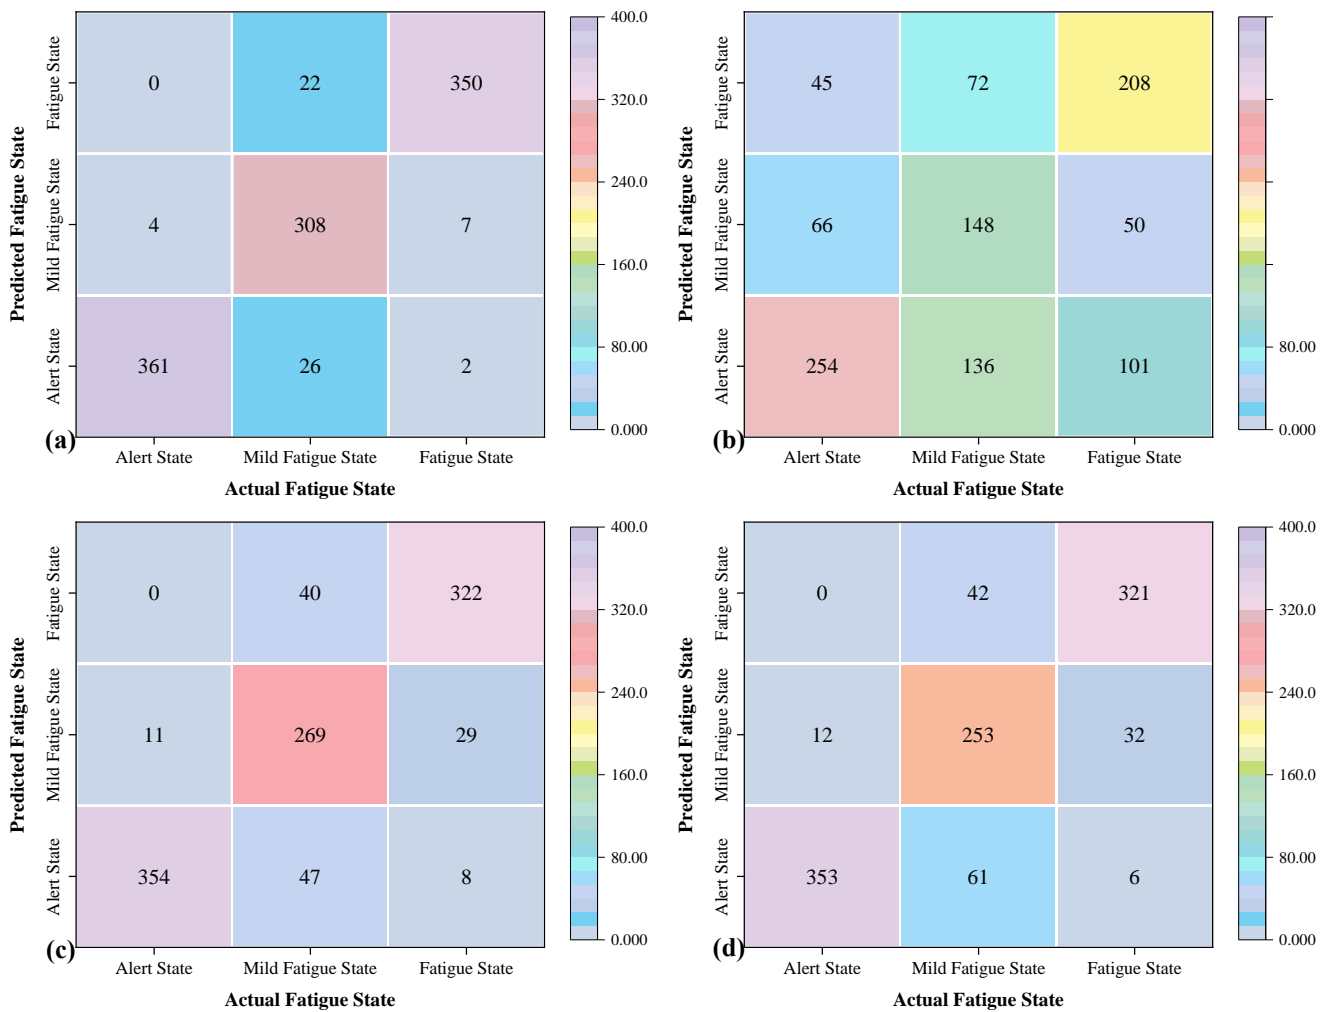 Predicted Fatigue State
Fatigue State
Mild Fatigue State
Alert State
0 22 350
4 308 7
361 26 2
400.0
320.0
240.0
160.0
80.00
0.000
(a)
Alert State Mild Fatigue State Fatigue State
Actual Fatigue State
Predicted Fatigue State
Fatigue State
Mild Fatigue State
Alert State
45 72 208
66 148 50
254 136 101
80.00
0.000
(b)
Alert State Mild Fatigue State Fatigue State
Actual Fatigue State
Predicted Fatigue State
Fatigue State
Mild Fatigue State
Alert State
0 40 322
11 269 29
354 47 8
400.0
320.0
240.0
160.0
80.00
0.000
(c)
Alert State Mild Fatigue State Fatigue State
Actual Fatigue State
Predicted Fatigue State
Fatigue State
Mild Fatigue State
Alert State
0 42 321
12 253 32
353 61 6
400.0
320.0
240.0
160.0
80.00
0.000
(d)
Alert State Mild Fatigue State Fatigue State
Actual Fatigue State